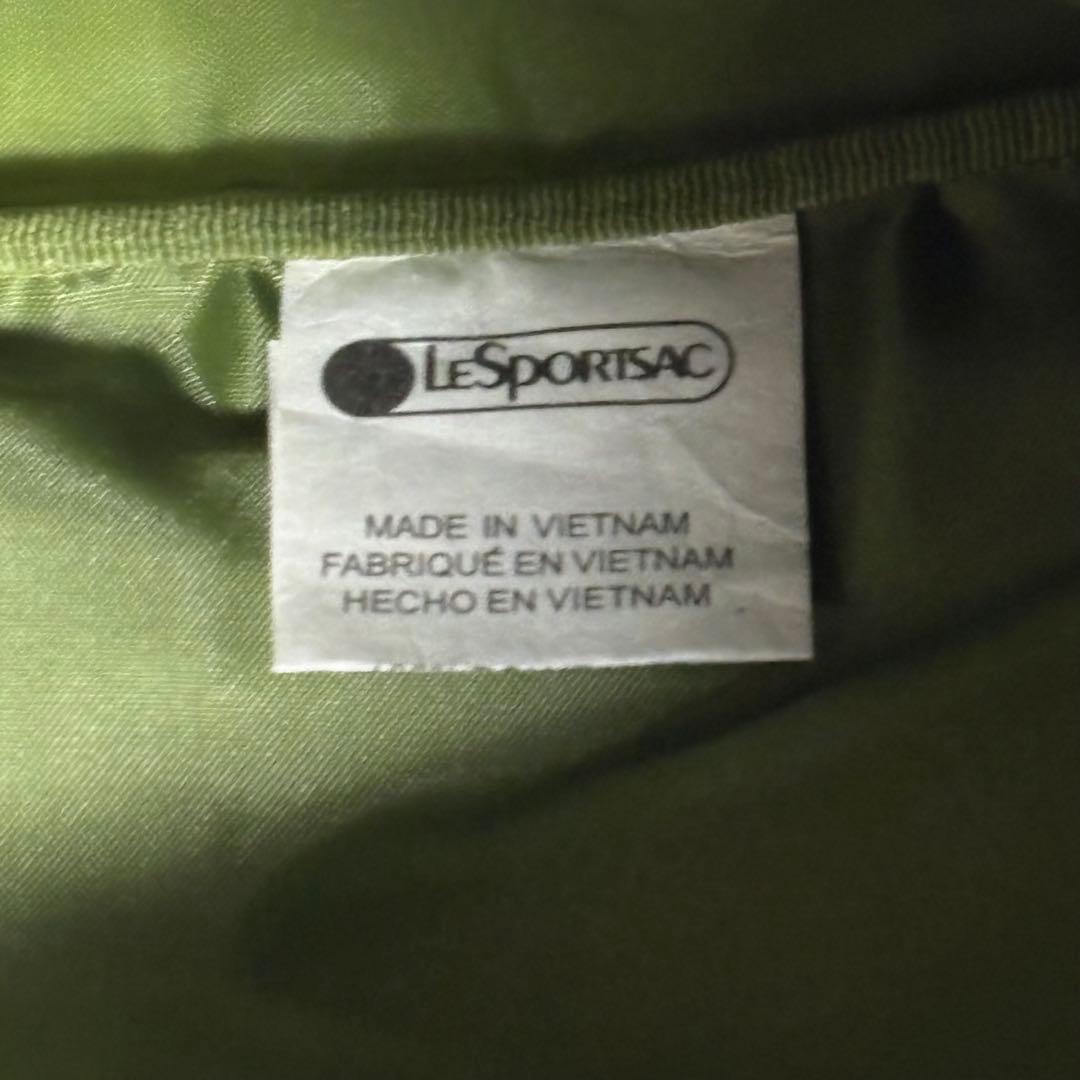 LeSportsac
MADE IN VIETNAM
FABRIQUÉ EN VIETNAM
HECHO EN VIETNAM